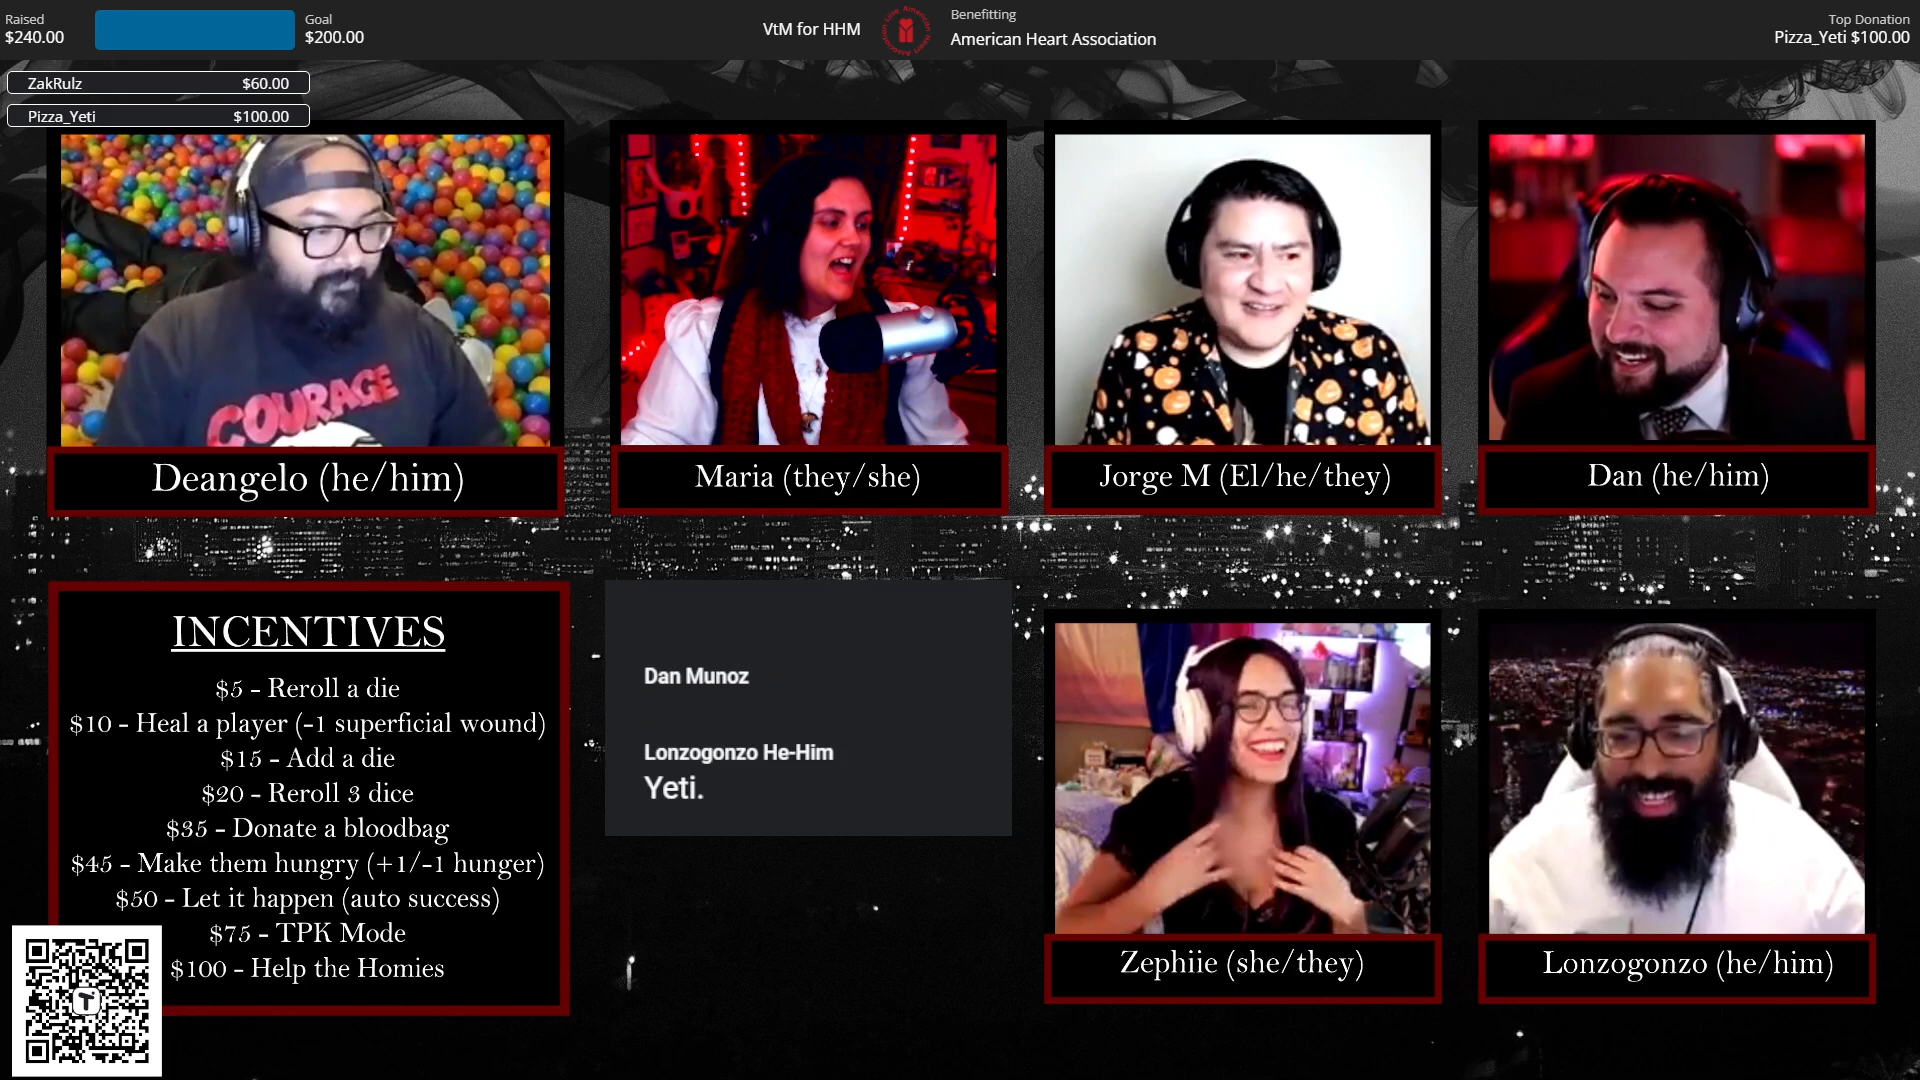 Raised
$240.00
Goal
$200.00
VtM for HHM
Benefitting
American Heart Association
Top Donation
Pizza_Yeti $100.00
ZakRulz $60.00
Pizza_Yeti $100.00
COURAGE
Deangelo (he/him)
Maria (they/she)
Jorge M (El/he/they)
Dan (he/him)
INCENTIVES
$5 - Reroll a die
$10 - Heal a player (-1 superficial wound)
$15 - Add a die
$20 - Reroll 3 dice
$35 - Donate a bloodbag
$45 - Make them hungry (+1/-1 hunger)
$50 - Let it happen (auto success)
$75 - TPK Mode
$100 - Help the Homies
T
Dan Munoz
Lonzogonzo He-Him
Yeti.
Zephiie (she/they)
Lonzogonzo (he/him)